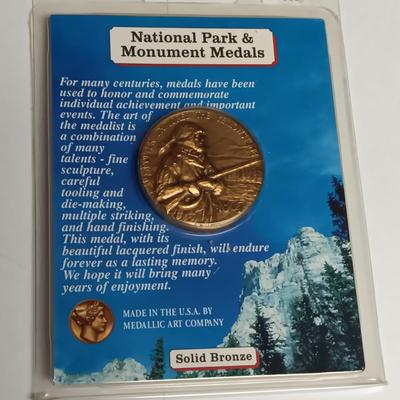 National Park &
Monument Medals
For many centuries, medals have been
used to honor and commemorate
individual achievement and important
events. The art of
the medalist is
a combination
of many
talents - fine
sculpture,
careful
tooling and
die-making,
multiple striking,
and hand finishing.
This medal, with its
beautiful lacquered finish, will endure
forever as a lasting memory.
We hope it will bring many
years of enjoyment.
MADE IN THE U.S.A. BY
MEDALLIC ART COMPANY
Solid Bronze